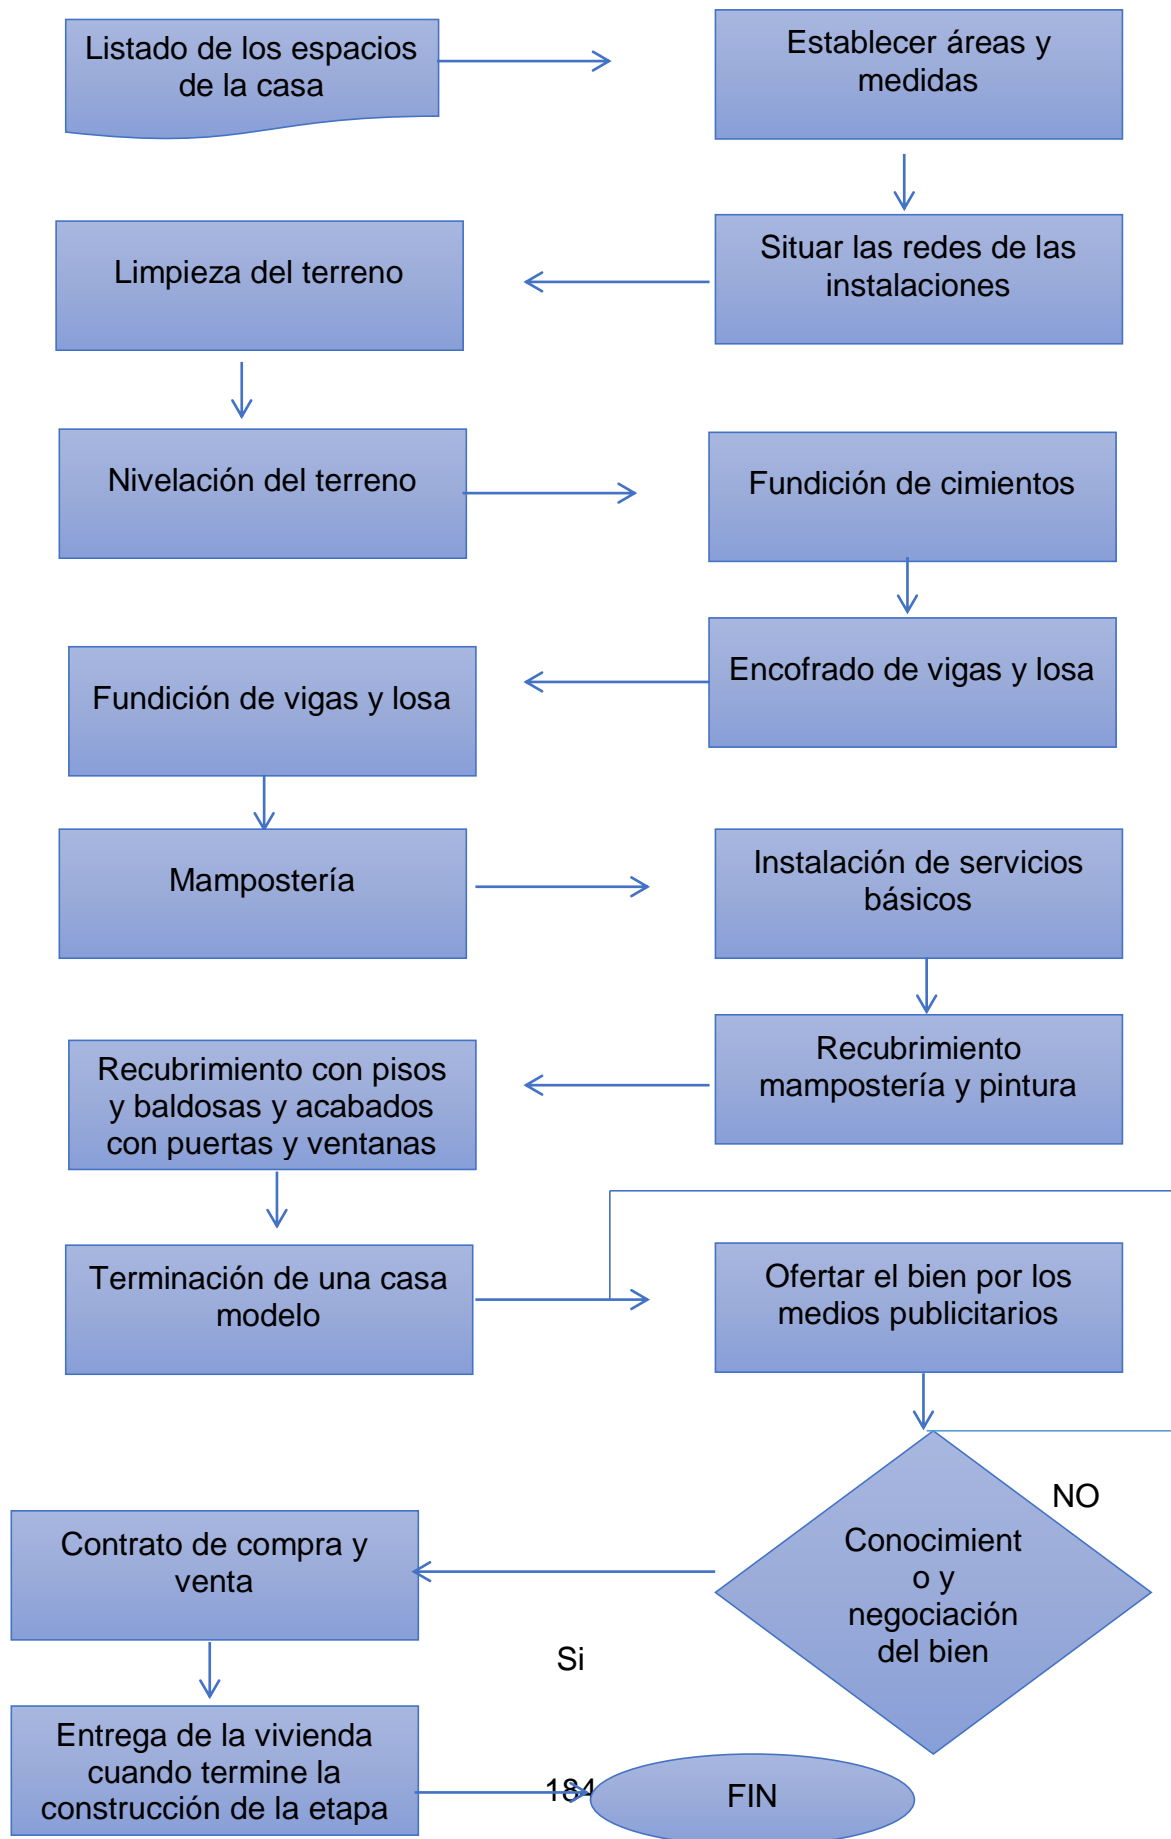 Listado de los espacios
de la casa
Establecer áreas y
medidas
Situar las redes de las
instalaciones
Limpieza del terreno
Nivelación del terreno
Fundición de cimientos
Encofrado de vigas y losa
Fundición de vigas y losa
Mampostería
Instalación de servicios
básicos
Recubrimiento
mampostería y pintura
Recubrimiento con pisos
y baldosas y acabados
con puertas y ventanas
Terminación de una casa
modelo
Ofertar el bien por los
medios publicitarios
NO
Conocimient
o y
negociación
del bien
Si
Contrato de compra y
venta
Entrega de la vivienda
cuando termine la
construcción de la etapa
184
FIN